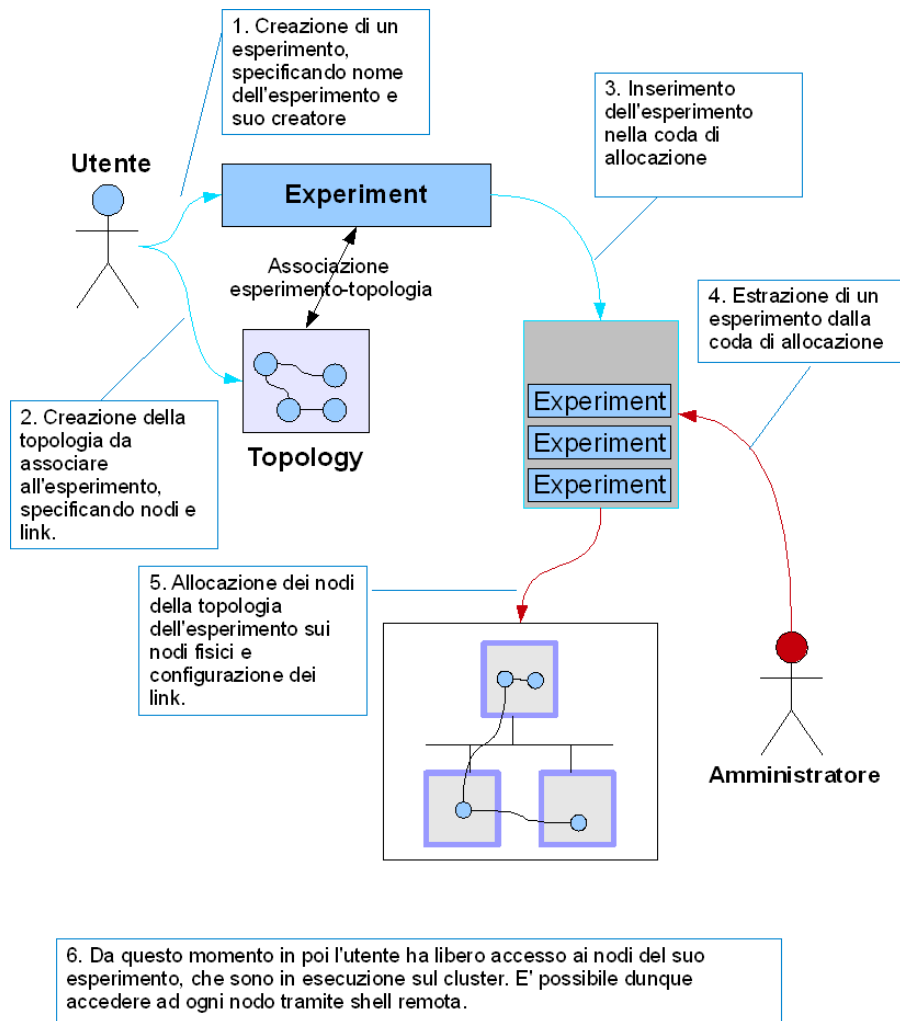 1. Creazione di un
esperimento,
specificando nome
dell'esperimento e
suo creatore
3. Inserimento
dell'esperimento
nella coda di
allocazione
Utente
Experiment
Associazione
esperimento-topologia
4. Estrazione di un
esperimento dalla
coda di allocazione
2. Creazione della
topologia da
associare
all'esperimento,
specificando nodi e
link.
Topology
Experiment
Experiment
Experiment
5. Allocazione dei nodi
della topologia
dell'esperimento sui
nodi fisici e
configurazione dei
link.
Amministratore
6. Da questo momento in poi l'utente ha libero accesso ai nodi del suo
esperimento, che sono in esecuzione sul cluster. E' possibile dunque
accedere ad ogni nodo tramite shell remota.